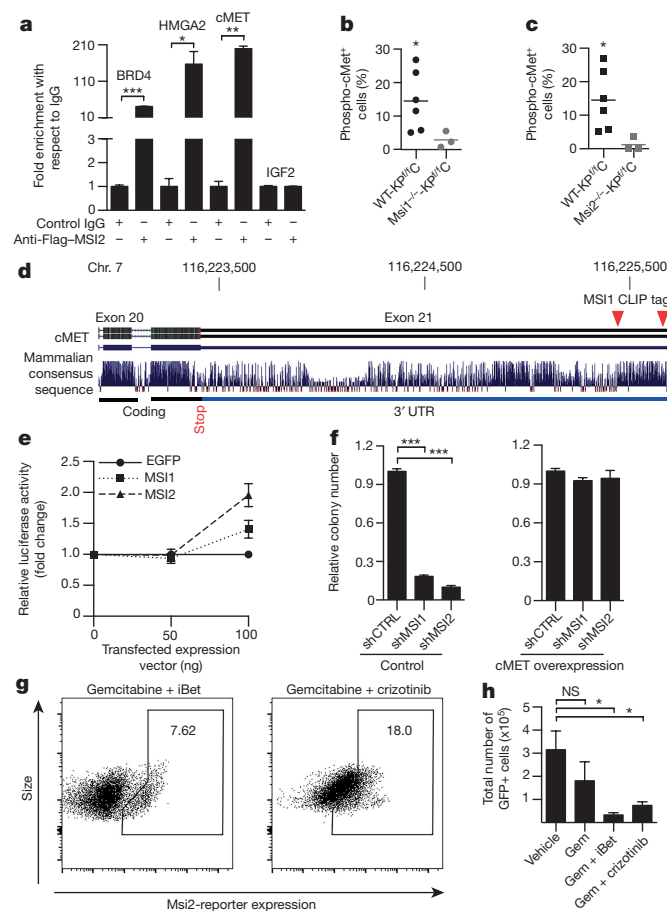 a
Fold enrichment with
respect to IgG
210
10
3
2
1
0
BRD4
***
HMGA2
*
cMET
**
IGF2
Control IgG + – + – + – + –
Anti-Flag–MSI2 – + – + – + – +
b
Phospho-cMet+
cells (%)
40
30
20
10
0
*
WT-KPf/fC
Msi1–/–-KPf/fC
c
Phospho-cMet+
cells (%)
40
30
20
10
0
*
WT-KPf/fC
Msi2–/–-KPf/fC
d
Chr. 7
116,223,500
116,224,500
116,225,500
MSI1 CLIP tag
Exon 20
Exon 21
cMET
Mammalian
consensus
sequence
Coding
Stop
3′ UTR
e
Relative luciferase activity
(fold change)
2.5
2.0
1.5
1.0
0.5
0
EGFP
MSI1
MSI2
0
50
100
Transfected expression
vector (ng)
f
Relative colony number
1.2
0.9
0.6
0.3
0
***
***
shCTRL
shMSI1
shMSI2
Control
1.2
0.9
0.6
0.3
0
shCTRL
shMSI1
shMSI2
cMET overexpression
g
Gemcitabine + iBet
7.62
Gemcitabine + crizotinib
18.0
Size
Msi2-reporter expression
h
Total number of
GFP+ cells (×10⁵)
5
4
3
2
1
NS
*
*
Vehicle
Gem
Gem + iBet
Gem + crizotinib